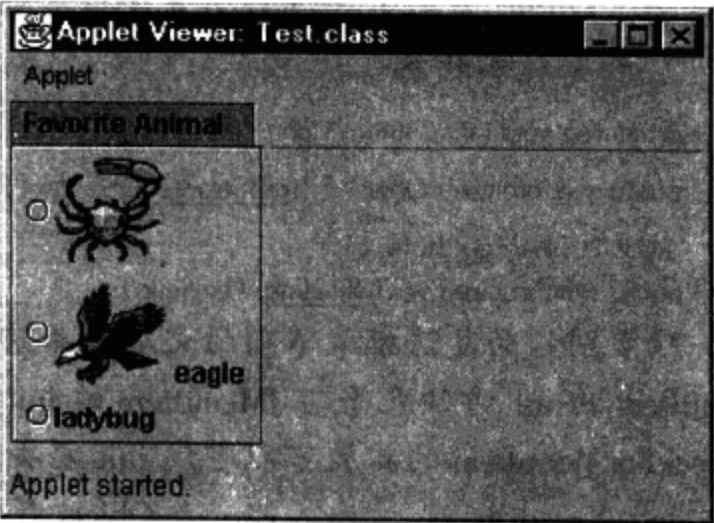 Applet Viewer: Test.class
Applet
Favorite Animal
eagle
ladybug
Applet started.